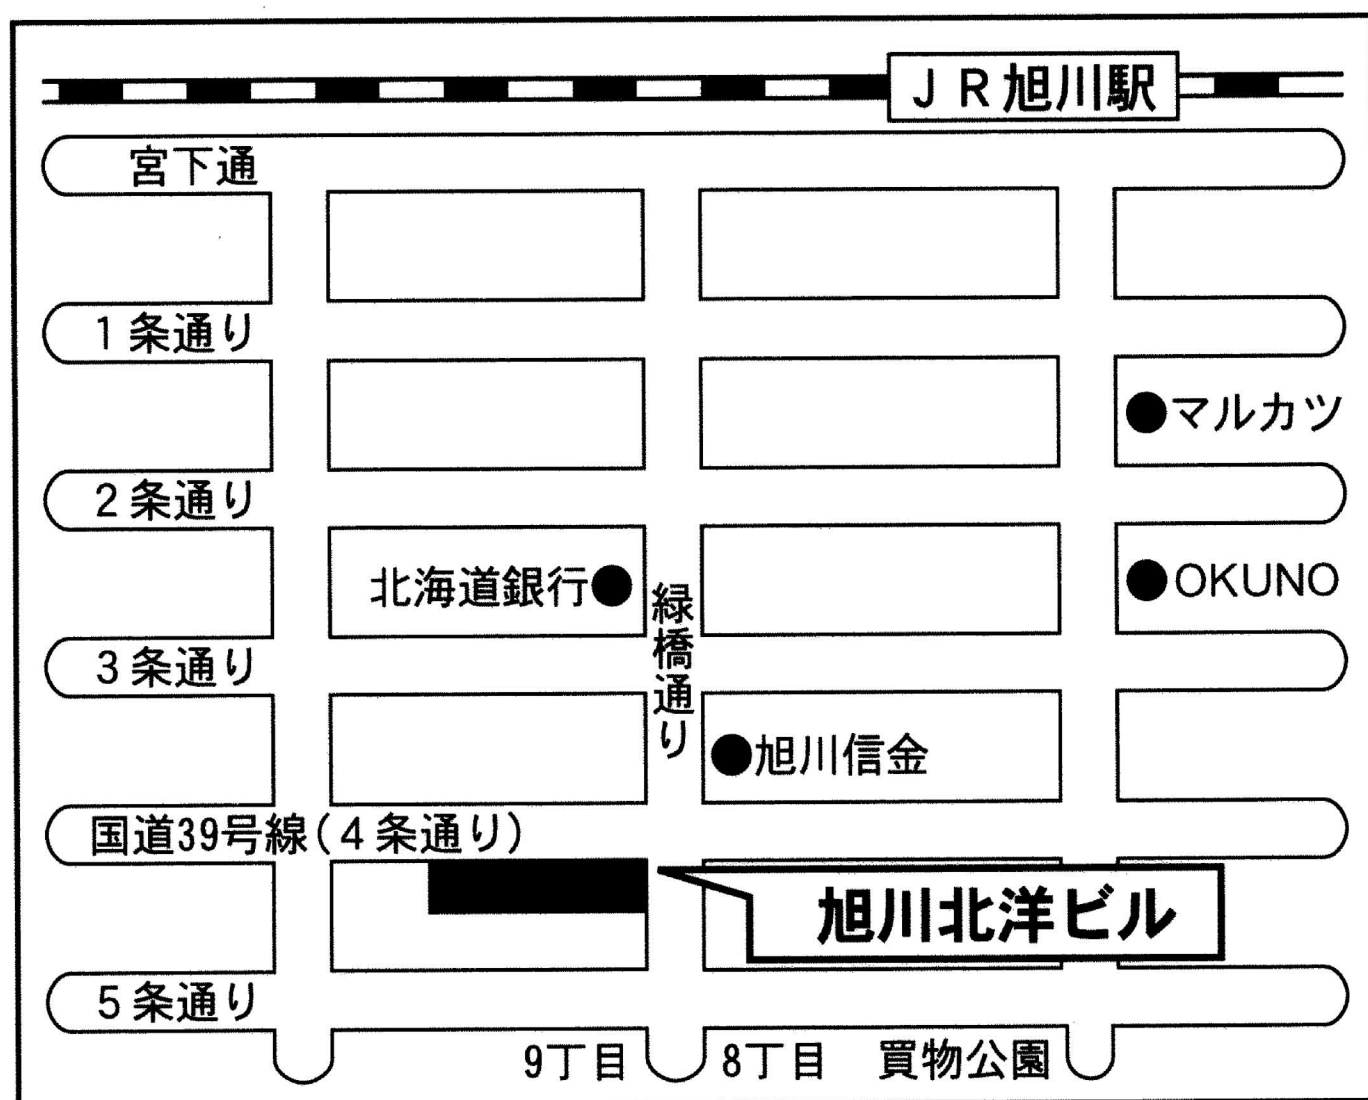 ＪＲ旭川駅
宮下通
１条通り
●マルカツ
２条通り
北海道銀行●
●OKUNO
緑橋通り
３条通り
●旭川信金
国道39号線(４条通り)
旭川北洋ビル
５条通り
9丁目
8丁目
買物公園